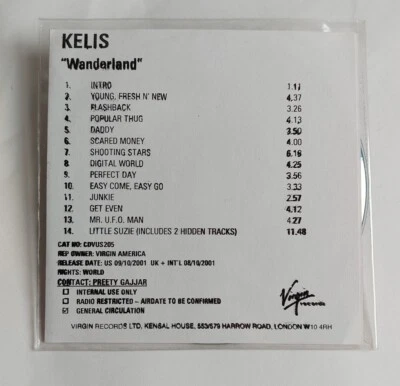 KELIS
"Wanderland"
1. INTRO 1.11
2. YOUNG, FRESH N' NEW 4.37
3. FLASHBACK 3.26
4. POPULAR THUG 4.13
5. DADDY 3.50
6. SCARED MONEY 4.00
7. SHOOTING STARS 6.16
8. DIGITAL WORLD 4.25
9. PERFECT DAY 3.56
10. EASY COME, EASY GO 3.33
11. JUNKIE 2.57
12. GET EVEN 4.12
13. MR. U.F.O. MAN 4.27
14. LITTLE SUZIE (INCLUDES 2 HIDDEN TRACKS) 11.48
CAT NO: CDVUS205
REP OWNER: VIRGIN AMERICA
RELEASE DATE: US 09/10/2001 UK + INT'L 08/10/2001
RIGHTS: WORLD
CONTACT: PREETY GAJJAR
INTERNAL USE ONLY
RADIO RESTRICTED ~ AIRDATE TO BE CONFIRMED
GENERAL CIRCULATION
Virgin
RECORDS
VIRGIN RECORDS LTD, KENSAL HOUSE, 553/579 HARROW ROAD, LONDON W10 4RH